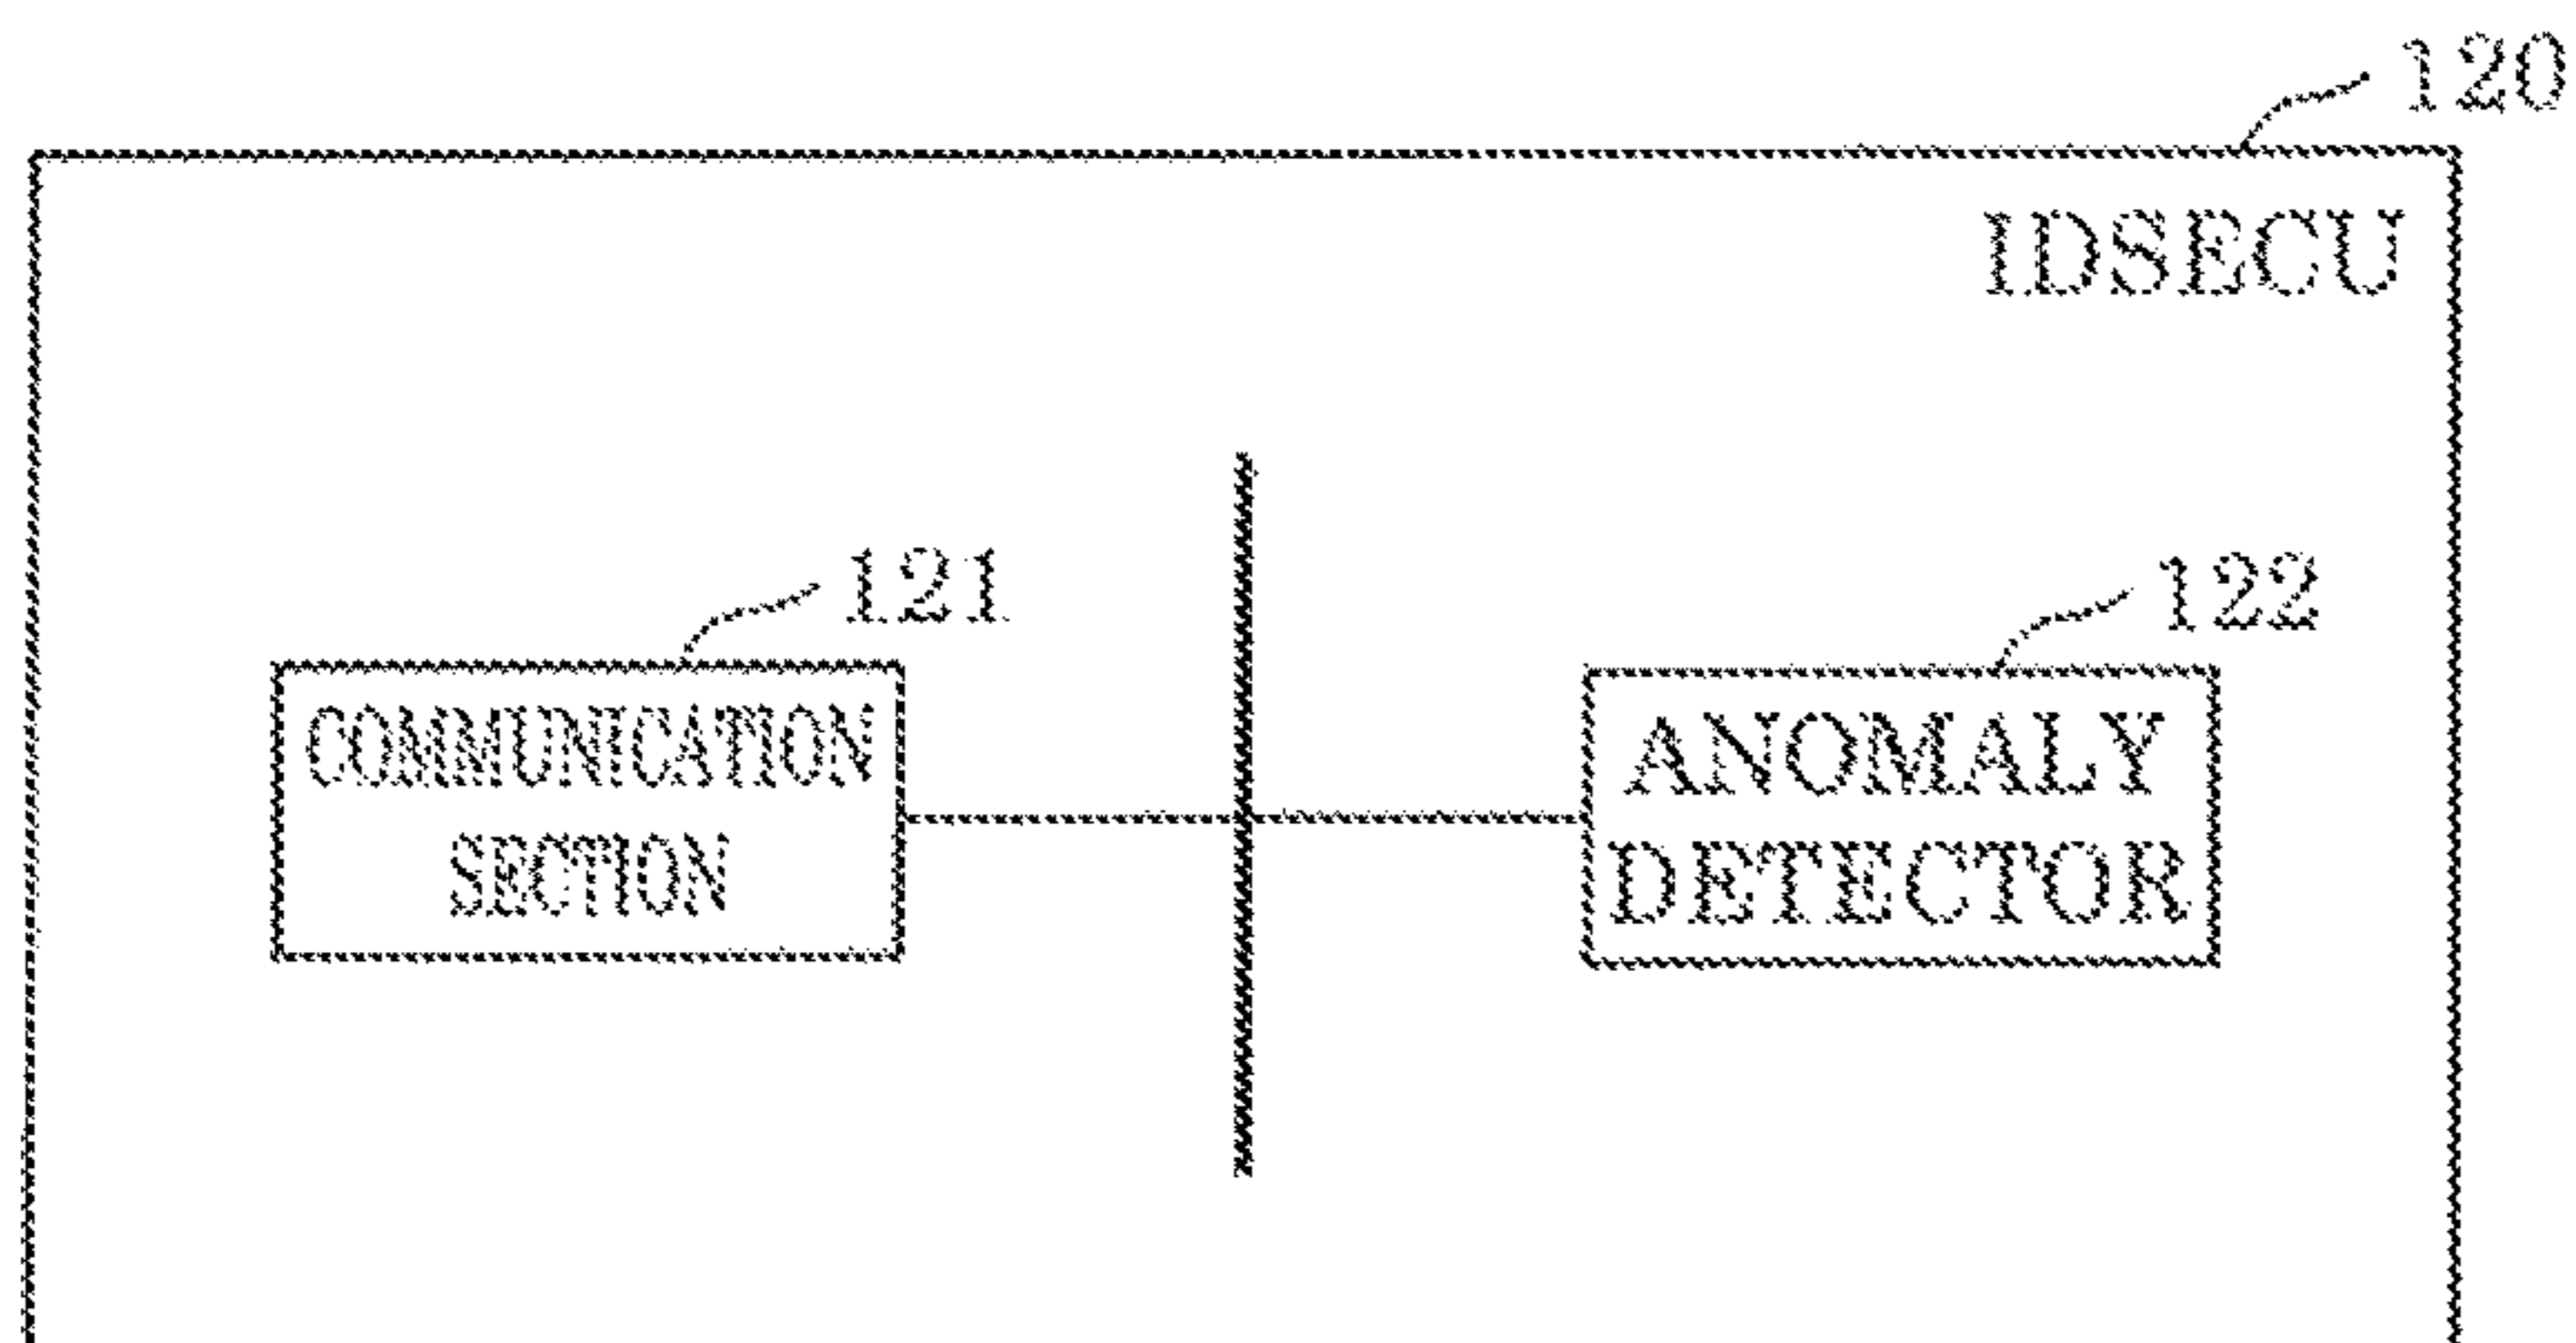 120
IDSECU
121
122
COMMUNICATION
SECTION
ANOMALY
DETECTOR